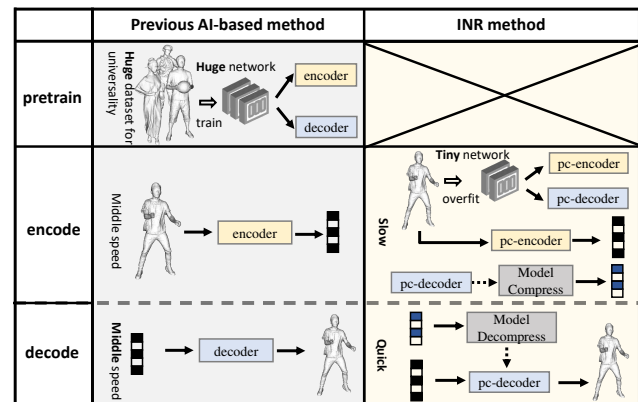 Previous AI-based method
INR method
pretrain
Huge dataset for
universality
Huge network
train
encoder
decoder
encode
Middle speed
encoder
Slow
Tiny network
overfit
pc-encoder
pc-decoder
pc-encoder
pc-decoder
Model
Compress
decode
Middle speed
decoder
Quick
Model
Decompress
pc-decoder